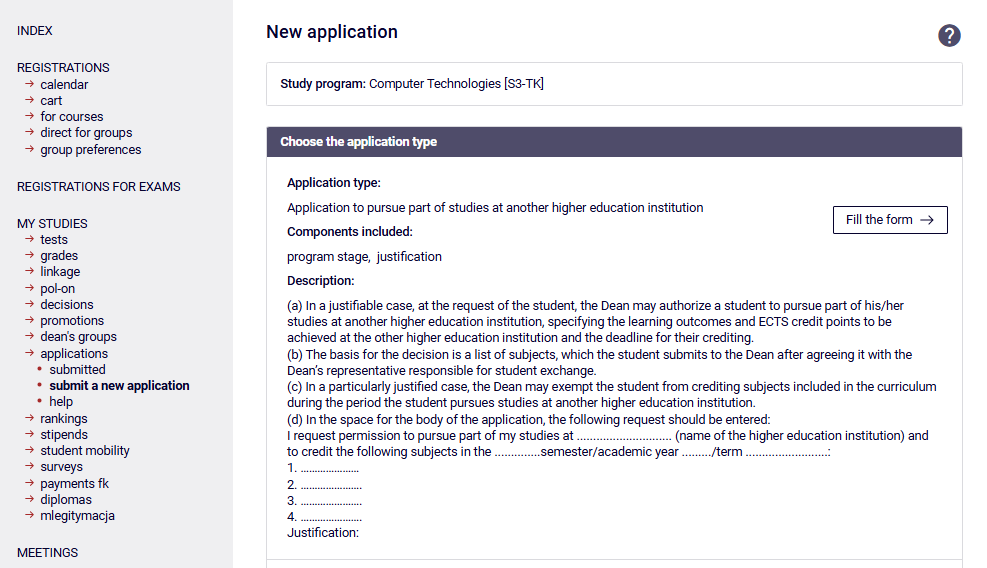 INDEX
REGISTRATIONS
calendar
cart
for courses
direct for groups
group preferences
REGISTRATIONS FOR EXAMS
MY STUDIES
tests
grades
linkage
pol-on
decisions
promotions
dean's groups
applications
submitted
submit a new application
help
rankings
stipends
student mobility
surveys
payments fk
diplomas
mlegitymacja
MEETINGS
New application
?
Study program: Computer Technologies [S3-TK]
Choose the application type
Application type:
Application to pursue part of studies at another higher education institution
Fill the form →
Components included:
program stage, justification
Description:
(a) In a justifiable case, at the request of the student, the Dean may authorize a student to pursue part of his/her
studies at another higher education institution, specifying the learning outcomes and ECTS credit points to be
achieved at the other higher education institution and the deadline for their crediting.
(b) The basis for the decision is a list of subjects, which the student submits to the Dean after agreeing it with the
Dean's representative responsible for student exchange.
(c) In a particularly justified case, the Dean may exempt the student from crediting subjects included in the curriculum
during the period the student pursues studies at another higher education institution.
(d) In the space for the body of the application, the following request should be entered:
I request permission to pursue part of my studies at .............................. (name of the higher education institution) and
to credit the following subjects in the ..............semester/academic year ........./term ..........................:
1. .....................
2. ......................
3. ......................
4. ......................
Justification: